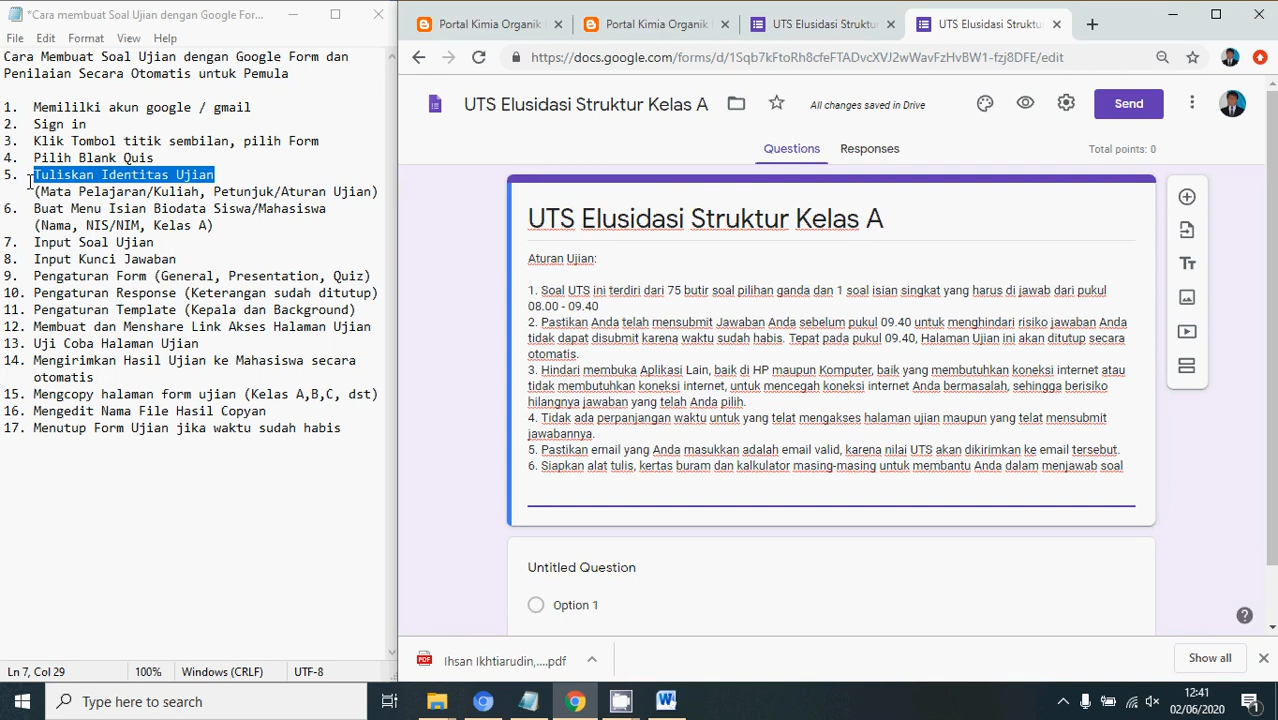 *Cara membuat Soal Ujian dengan Google For...
File Edit Format View Help
Cara Membuat Soal Ujian dengan Google Form dan
Penilaian Secara Otomatis untuk Pemula
1. Memililki akun google / gmail
2. Sign in
3. Klik Tombol titik sembilan, pilih Form
4. Pilih Blank Quis
5. Tuliskan Identitas Ujian
(Mata Pelajaran/Kuliah, Petunjuk/Aturan Ujian)
6. Buat Menu Isian Biodata Siswa/Mahasiswa
(Nama, NIS/NIM, Kelas A)
7. Input Soal Ujian
8. Input Kunci Jawaban
9. Pengaturan Form (General, Presentation, Quiz)
10. Pengaturan Response (Keterangan sudah ditutup)
11. Pengaturan Template (Kepala dan Background)
12. Membuat dan Menshare Link Akses Halaman Ujian
13. Uji Coba Halaman Ujian
14. Mengirimkan Hasil Ujian ke Mahasiswa secara
otomatis
15. Mengcopy halaman form ujian (Kelas A,B,C, dst)
16. Mengedit Nama File Hasil Copyan
17. Menutup Form Ujian jika waktu sudah habis
Ln 7, Col 29 100% Windows (CRLF) UTF-8
Portal Kimia Organik Portal Kimia Organik UTS Elusidasi Struktur UTS Elusidasi Struktur
https://docs.google.com/forms/d/1Sqb7kFtoRh8cfeFTADvcXVJ2wWavFzHvBW1-fzj8DFE/edit
UTS Elusidasi Struktur Kelas A All changes saved in Drive Send
Questions Responses Total points: 0
UTS Elusidasi Struktur Kelas A
Aturan Ujian:
1. Soal UTS ini terdiri dari 75 butir soal pilihan ganda dan 1 soal isian singkat yang harus di jawab dari pukul
08.00 - 09.40
2. Pastikan Anda telah mensubmit Jawaban Anda sebelum pukul 09.40 untuk menghindari risiko jawaban Anda
tidak dapat disubmit karena waktu sudah habis. Tepat pada pukul 09.40, Halaman Ujian ini akan ditutup secara
otomatis.
3. Hindari membuka Aplikasi Lain, baik di HP maupun Komputer, baik yang membutuhkan koneksi internet atau
tidak membutuhkan koneksi internet, untuk mencegah koneksi internet Anda bermasalah, sehingga berisiko
hilangnya jawaban yang telah Anda pilih.
4. Tidak ada perpanjangan waktu untuk yang telat mengakses halaman ujian maupun yang telat mensubmit
jawabannya.
5. Pastikan email yang Anda masukkan adalah email valid, karena nilai UTS akan dikirimkan ke email tersebut.
6. Siapkan alat tulis, kertas buram dan kalkulator masing-masing untuk membantu Anda dalam menjawab soal
Untitled Question
Option 1
Ihsan Ikhtiarudin,....pdf Show all
Type here to search
12:41
02/06/2020